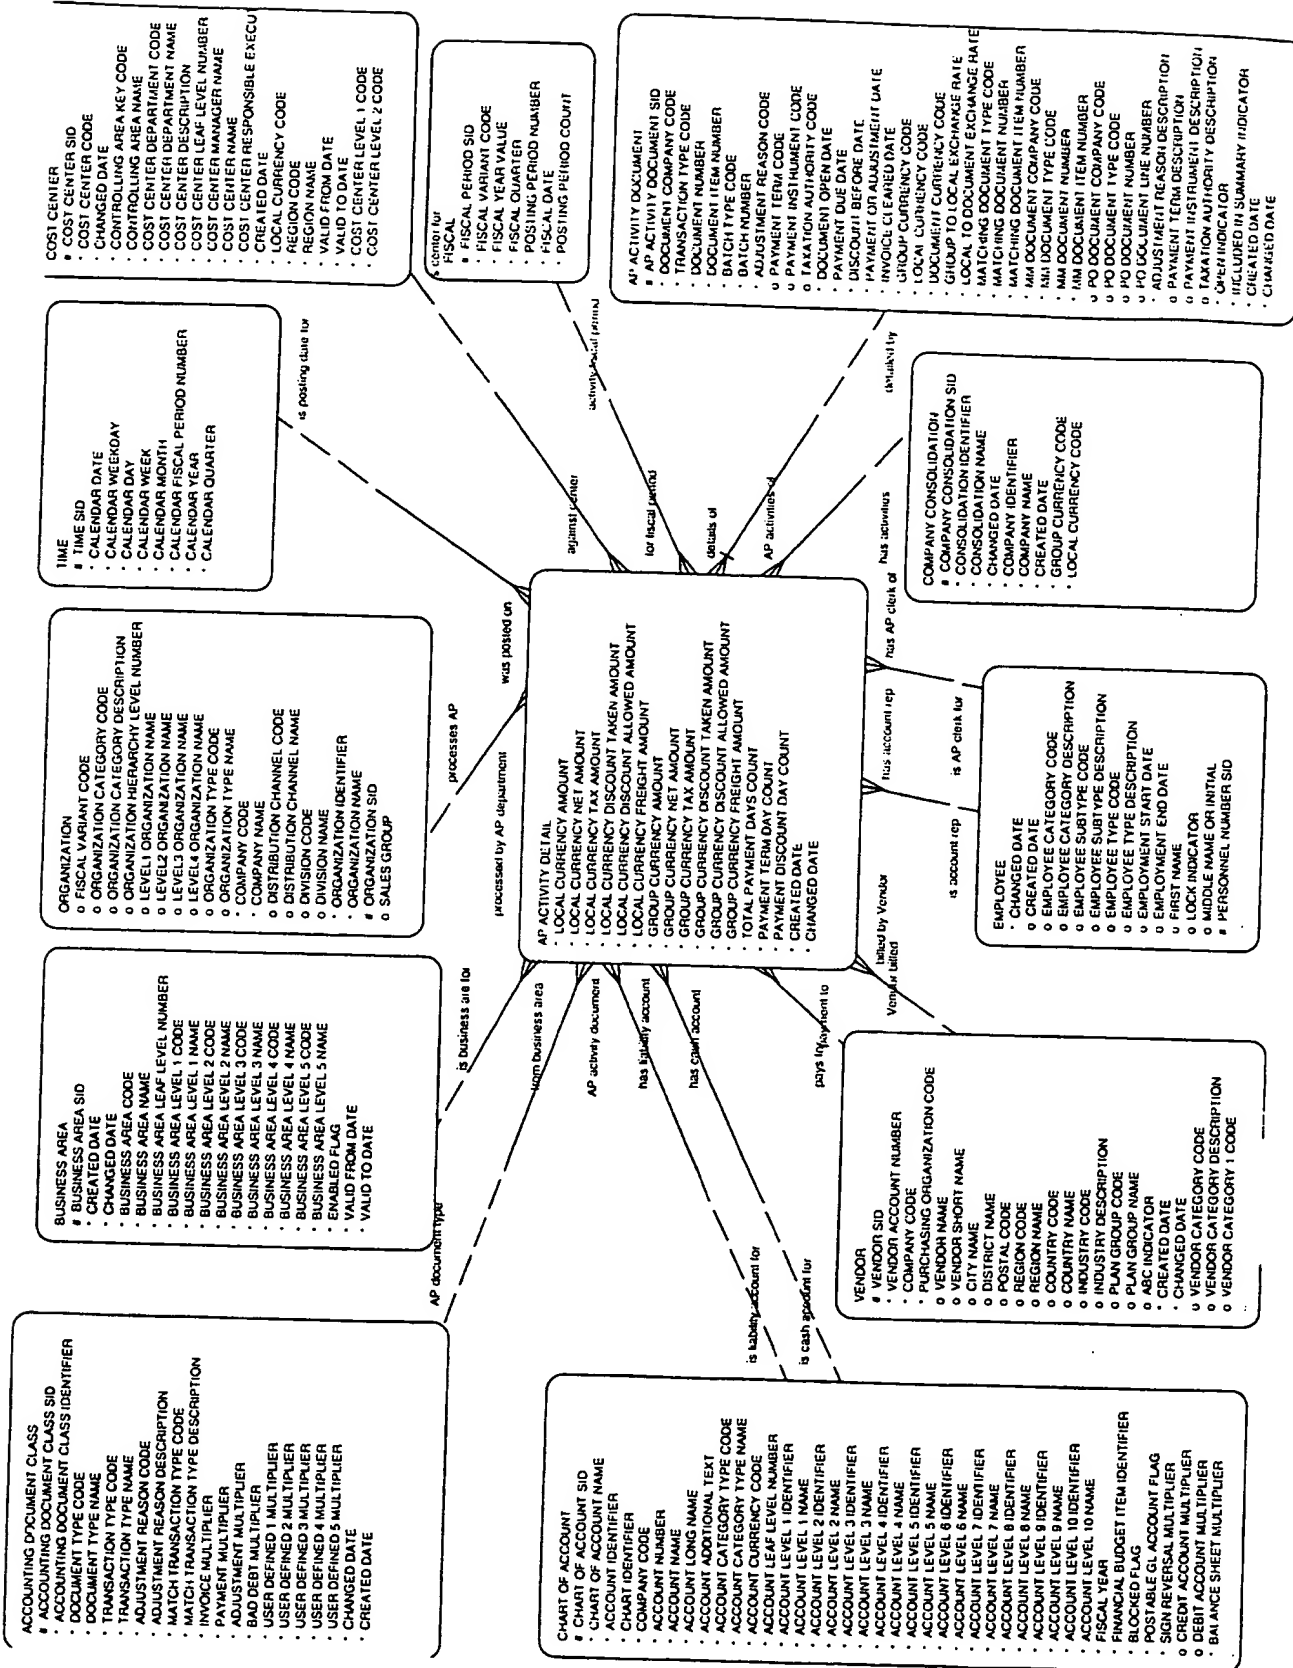 ACCOUNTING DOCUMENT CLASS
# ACCOUNTING DOCUMENT CLASS SID
· ACCOUNTING DOCUMENT CLASS IDENTIFIER
· DOCUMENT TYPE CODE
· DOCUMENT TYPE NAME
· TRANSACTION TYPE CODE
· TRANSACTION TYPE NAME
· ADJUSTMENT REASON CODE
· ADJUSTMENT REASON DESCRIPTION
· MATCH TRANSACTION TYPE CODE
· MATCH TRANSACTION TYPE DESCRIPTION
· INVOICE MULTIPLIER
· PAYMENT MULTIPLIER
· ADJUSTMENT MULTIPLIER
· BAD DEBT MULTIPLIER
· USER DEFINED 1 MULTIPLIER
· USER DEFINED 2 MULTIPLIER
· USER DEFINED 3 MULTIPLIER
· USER DEFINED 4 MULTIPLIER
· USER DEFINED 5 MULTIPLIER
· CHANGED DATE
· CREATED DATE
BUSINESS AREA
# BUSINESS AREA SID
· CREATED DATE
· CHANGED DATE
· BUSINESS AREA CODE
· BUSINESS AREA NAME
· BUSINESS AREA LEAF LEVEL NUMBER
· BUSINESS AREA LEVEL 1 CODE
· BUSINESS AREA LEVEL 1 NAME
· BUSINESS AREA LEVEL 2 CODE
· BUSINESS AREA LEVEL 2 NAME
· BUSINESS AREA LEVEL 3 CODE
· BUSINESS AREA LEVEL 3 NAME
· BUSINESS AREA LEVEL 4 CODE
· BUSINESS AREA LEVEL 4 NAME
· BUSINESS AREA LEVEL 5 CODE
· BUSINESS AREA LEVEL 5 NAME
· ENABLED FLAG
· VALID FROM DATE
· VALID TO DATE
ORGANIZATION
o FISCAL VARIANT CODE
o ORGANIZATION CATEGORY CODE
o ORGANIZATION CATEGORY DESCRIPTION
o ORGANIZATION HIERARCHY LEVEL NUMBER
o LEVEL1 ORGANIZATION NAME
o LEVEL2 ORGANIZATION NAME
o LEVEL3 ORGANIZATION NAME
o LEVEL4 ORGANIZATION NAME
o ORGANIZATION TYPE CODE
o ORGANIZATION TYPE NAME
· COMPANY CODE
· COMPANY NAME
o DISTRIBUTION CHANNEL CODE
o DISTRIBUTION CHANNEL NAME
o DIVISION CODE
o DIVISION NAME
· ORGANIZATION IDENTIFIER
· ORGANIZATION NAME
# ORGANIZATION SID
o SALES GROUP
TIME
# TIME SID
· CALENDAR DATE
· CALENDAR WEEKDAY
· CALENDAR DAY
· CALENDAR WEEK
· CALENDAR MONTH
· CALENDAR FISCAL PERIOD NUMBER
· CALENDAR YEAR
· CALENDAR QUARTER
COST CENTER
# COST CENTER SID
· COST CENTER CODE
· CHANGED DATE
· CONTROLLING AREA KEY CODE
· CONTROLLING AREA NAME
· COST CENTER DEPARTMENT CODE
· COST CENTER DEPARTMENT NAME
· COST CENTER DESCRIPTION
· COST CENTER LEAF LEVEL NUMBER
· COST CENTER MANAGER NAME
· COST CENTER NAME
· COST CENTER RESPONSIBLE EXECU
· CREATED DATE
· LOCAL CURRENCY CODE
· REGION CODE
· REGION NAME
· VALID FROM DATE
· VALID TO DATE
· COST CENTER LEVEL 1 CODE
· COST CENTER LEVEL 2 CODE
is center for
FISCAL
# FISCAL PERIOD SID
· FISCAL VARIANT CODE
· FISCAL YEAR VALUE
· FISCAL QUARTER
· POSTING PERIOD NUMBER
· FISCAL DATE
· POSTING PERIOD COUNT
AP document type
is business are for
from business area
AP activity document
has liability account
has cash account
processes AP
processed by AP department
was posted on
is posting date for
against center
for fiscal period
activity fiscal period
details of
detailed by
AP activities of
has activities
has AP clerk of
is AP clerk for
has account rep
is account rep
billed by Vendor
Vendor billed
pays for
payment to
is liability account for
is cash account for
AP ACTIVITY DETAIL
· LOCAL CURRENCY AMOUNT
· LOCAL CURRENCY NET AMOUNT
· LOCAL CURRENCY TAX AMOUNT
· LOCAL CURRENCY DISCOUNT TAKEN AMOUNT
· LOCAL CURRENCY DISCOUNT ALLOWED AMOUNT
· LOCAL CURRENCY FREIGHT AMOUNT
· GROUP CURRENCY AMOUNT
· GROUP CURRENCY NET AMOUNT
· GROUP CURRENCY TAX AMOUNT
· GROUP CURRENCY DISCOUNT TAKEN AMOUNT
· GROUP CURRENCY DISCOUNT ALLOWED AMOUNT
· GROUP CURRENCY FREIGHT AMOUNT
· TOTAL PAYMENT DAYS COUNT
· PAYMENT TERM DAY COUNT
· PAYMENT DISCOUNT DAY COUNT
· CREATED DATE
· CHANGED DATE
CHART OF ACCOUNT
# CHART OF ACCOUNT SID
· CHART OF ACCOUNT NAME
· ACCOUNT IDENTIFIER
· CHART IDENTIFIER
· COMPANY CODE
· ACCOUNT NUMBER
· ACCOUNT NAME
· ACCOUNT LONG NAME
· ACCOUNT ADDITIONAL TEXT
· ACCOUNT CATEGORY TYPE CODE
· ACCOUNT CATEGORY TYPE NAME
· ACCOUNT CURRENCY CODE
· ACCOUNT LEAF LEVEL NUMBER
· ACCOUNT LEVEL 1 IDENTIFIER
· ACCOUNT LEVEL 1 NAME
· ACCOUNT LEVEL 2 IDENTIFIER
· ACCOUNT LEVEL 2 NAME
· ACCOUNT LEVEL 3 IDENTIFIER
· ACCOUNT LEVEL 3 NAME
· ACCOUNT LEVEL 4 IDENTIFIER
· ACCOUNT LEVEL 4 NAME
· ACCOUNT LEVEL 5 IDENTIFIER
· ACCOUNT LEVEL 5 NAME
· ACCOUNT LEVEL 6 IDENTIFIER
· ACCOUNT LEVEL 6 NAME
· ACCOUNT LEVEL 7 IDENTIFIER
· ACCOUNT LEVEL 7 NAME
· ACCOUNT LEVEL 8 IDENTIFIER
· ACCOUNT LEVEL 8 NAME
· ACCOUNT LEVEL 9 IDENTIFIER
· ACCOUNT LEVEL 9 NAME
· ACCOUNT LEVEL 10 IDENTIFIER
· ACCOUNT LEVEL 10 NAME
· FISCAL YEAR
· FINANCIAL BUDGET ITEM IDENTIFIER
· BLOCKED FLAG
· POSTABLE GL ACCOUNT FLAG
· SIGN REVERSAL MULTIPLIER
o CREDIT ACCOUNT MULTIPLIER
o DEBIT ACCOUNT MULTIPLIER
· BALANCE SHEET MULTIPLIER
VENDOR
# VENDOR SID
· VENDOR ACCOUNT NUMBER
· COMPANY CODE
· PURCHASING ORGANIZATION CODE
o VENDOR NAME
o VENDOR SHORT NAME
o CITY NAME
o DISTRICT NAME
o POSTAL CODE
o REGION CODE
o REGION NAME
o COUNTRY CODE
o COUNTRY NAME
o INDUSTRY CODE
o INDUSTRY DESCRIPTION
o PLAN GROUP CODE
o PLAN GROUP NAME
o ABC INDICATOR
· CREATED DATE
· CHANGED DATE
o VENDOR CATEGORY CODE
o VENDOR CATEGORY DESCRIPTION
o VENDOR CATEGORY 1 CODE
EMPLOYEE
· CHANGED DATE
o CREATED DATE
o EMPLOYEE CATEGORY CODE
o EMPLOYEE CATEGORY DESCRIPTION
o EMPLOYEE SUBTYPE CODE
o EMPLOYEE SUBTYPE DESCRIPTION
o EMPLOYEE TYPE CODE
o EMPLOYEE TYPE DESCRIPTION
o EMPLOYMENT START DATE
o EMPLOYMENT END DATE
o FIRST NAME
o LOCK INDICATOR
o MIDDLE NAME OR INITAL
# PERSONNEL NUMBER SID
COMPANY CONSOLIDATION
# COMPANY CONSOLIDATION SID
· CONSOLIDATION IDENTIFIER
· CONSOLIDATION NAME
· CHANGED DATE
· COMPANY IDENTIFIER
· COMPANY NAME
· CREATED DATE
· GROUP CURRENCY CODE
· LOCAL CURRENCY CODE
AP ACTIVITY DOCUMENT
# AP ACTIVITY DOCUMENT SID
· DOCUMENT COMPANY CODE
· TRANSACTION TYPE CODE
· DOCUMENT NUMBER
· DOCUMENT ITEM NUMBER
· BATCH TYPE CODE
· BATCH NUMBER
· ADJUSTMENT REASON CODE
o PAYMENT TERM CODE
o PAYMENT INSTRUMENT CODE
o TAXATION AUTHORITY CODE
· DOCUMENT OPEN DATE
· PAYMENT DUE DATE
· DISCOUNT BEFORE DATE
· PAYMENT OR ADJUSTMENT DATE
· INVOICE CLEARED DATE
· GROUP CURRENCY CODE
· LOCAL CURRENCY CODE
· DOCUMENT CURRENCY CODE
· GROUP TO LOCAL EXCHANGE RATE
· LOCAL TO DOCUMENT EXCHANGE RATE
· MATCHING DOCUMENT TYPE CODE
· MATCHING DOCUMENT NUMBER
· MATCHING DOCUMENT ITEM NUMBER
· MM DOCUMENT COMPANY CODE
· MM DOCUMENT TYPE CODE
· MM DOCUMENT NUMBER
· MM DOCUMENT ITEM NUMBER
o PO DOCUMENT COMPANY CODE
o PO DOCUMENT TYPE CODE
o PO DOCUMENT NUMBER
o PO DOCUMENT LINE NUMBER
· ADJUSTMENT REASON DESCRIPTION
o PAYMENT TERM DESCRIPTION
o PAYMENT INSTRUMENT DESCRIPTION
o TAXATION AUTHORITY DESCRIPTION
· OPEN INDICATOR
· INCLUDED IN SUMMARY INDICATOR
· CREATED DATE
· CHANGED DATE